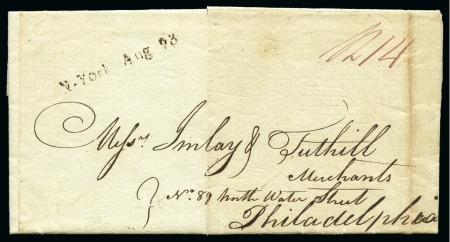 N-York Aug 23
1214
Messrs Imlay & Tuthill
Merchants
No. 89 North Water Street
Philadelphia